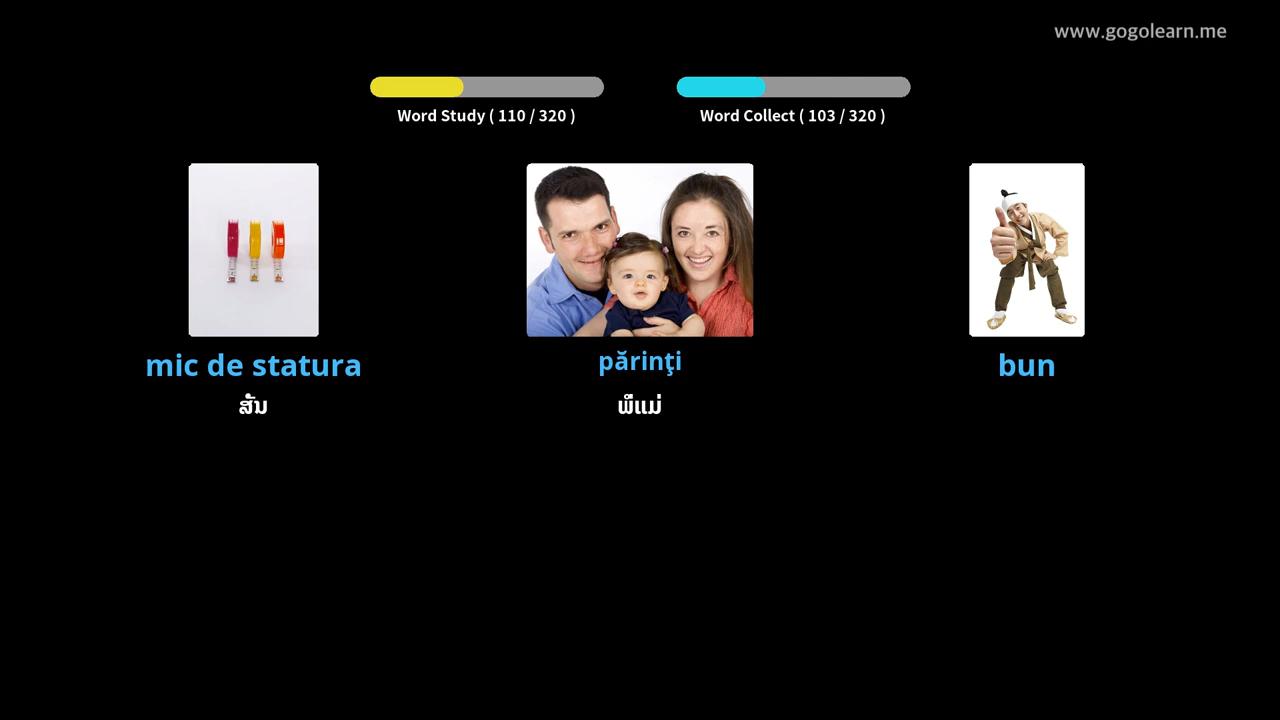 www.gogolearn.me
Word Study ( 110 / 320 )
Word Collect ( 103 / 320 )
mic de statura
părinţi
bun
ສັ້ນ
ພໍ່ແມ່